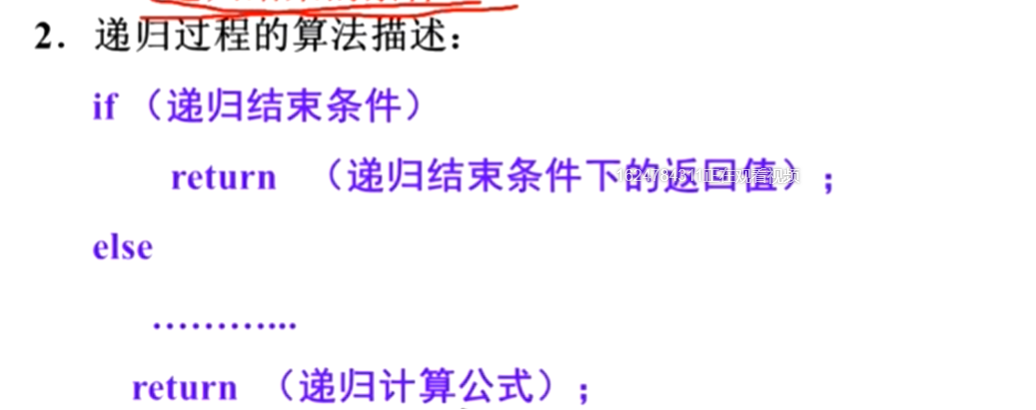 2. 递归过程的算法描述：
if （递归结束条件）
return （递归结束条件下的返回值）；
else
…………
return （递归计算公式）；